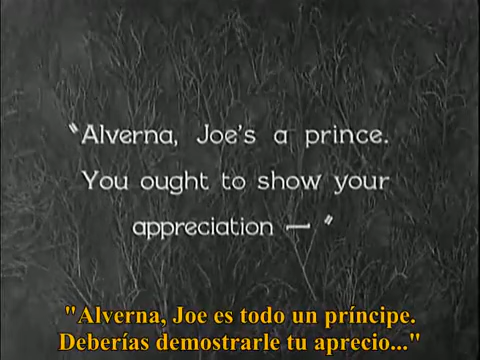 "Alverna, Joe's a prince.
You ought to show your
appreciation — "
"Alverna, Joe es todo un príncipe.
Deberías demostrarle tu aprecio..."